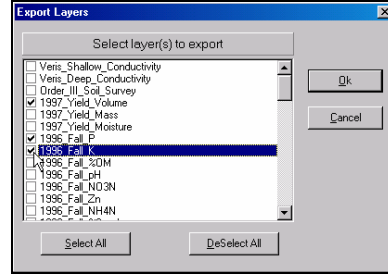 Export Layers
Select layer(s) to export
Veris_Shallow_Conductivity
Veris_Deep_Conductivity
Order_III_Soil_Survey
1997_Yield_Volume
1997_Yield_Mass
1997_Yield_Moisture
1996_Fall_P
1996_Fall_K
1996_Fall_%OM
1996_Fall_pH
1996_Fall_NO3N
1996_Fall_Zn
1996_Fall_NH4N
Ok
Cancel
Select All
DeSelect All